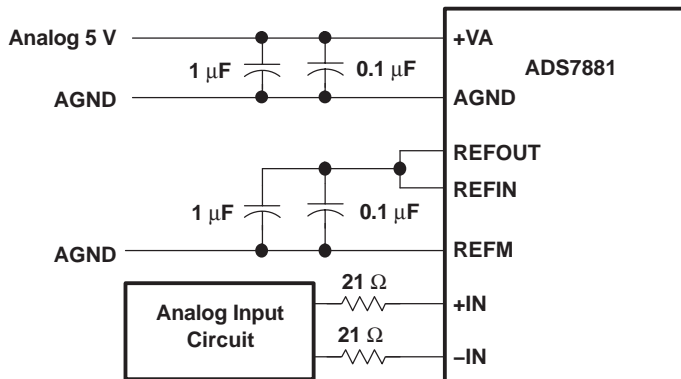 Analog 5 V
+VA
1 μF
0.1 μF
ADS7881
AGND
AGND
REFOUT
REFIN
1 μF
0.1 μF
AGND
REFM
21 Ω
+IN
Analog Input
Circuit
21 Ω
−IN